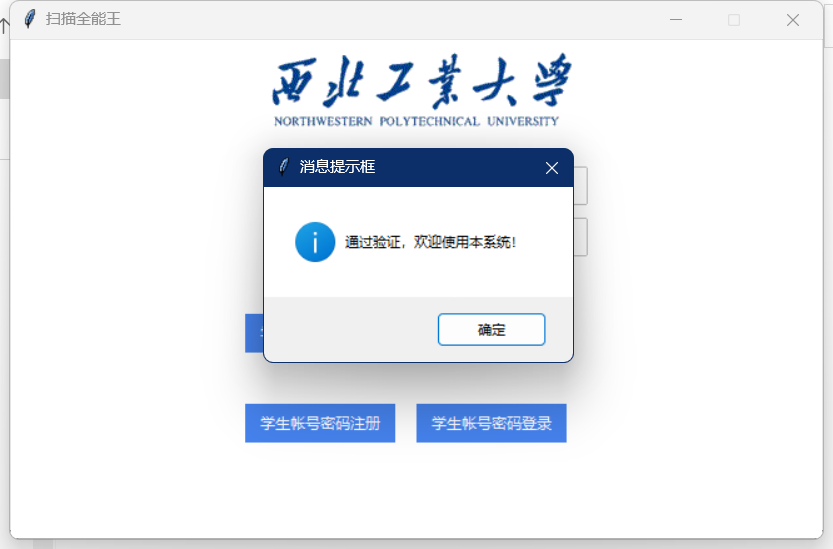 扫描全能王
西北工业大学
NORTHWESTERN POLYTECHNICAL UNIVERSITY
消息提示框
通过验证，欢迎使用本系统！
确定
学生帐号密码注册
学生帐号密码登录